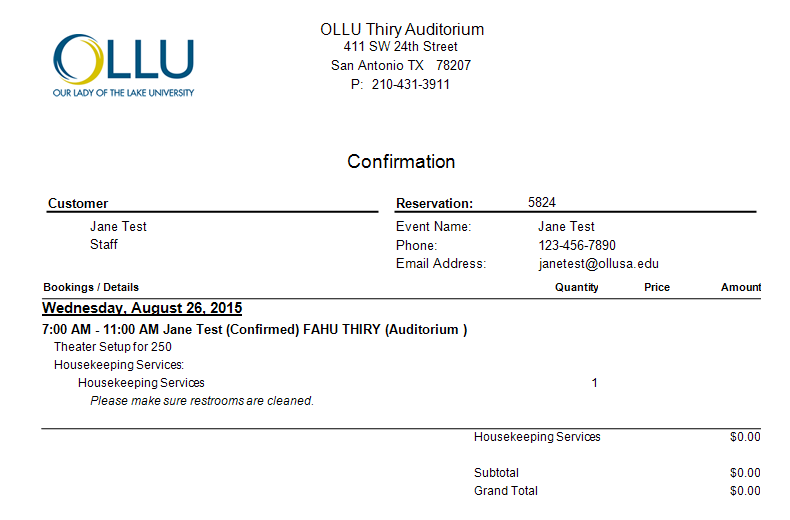 OLLU
OUR LADY OF THE LAKE UNIVERSITY
OLLU Thiry Auditorium
411 SW 24th Street
San Antonio TX 78207
P: 210-431-3911
Confirmation
Customer
Jane Test
Staff
Reservation: 5824
Event Name: Jane Test
Phone: 123-456-7890
Email Address: janetest@ollusa.edu
Bookings / Details Quantity Price Amount
Wednesday, August 26, 2015
7:00 AM - 11:00 AM Jane Test (Confirmed) FAHU THIRY (Auditorium )
Theater Setup for 250
Housekeeping Services:
Housekeeping Services 1
Please make sure restrooms are cleaned.
Housekeeping Services $0.00
Subtotal $0.00
Grand Total $0.00